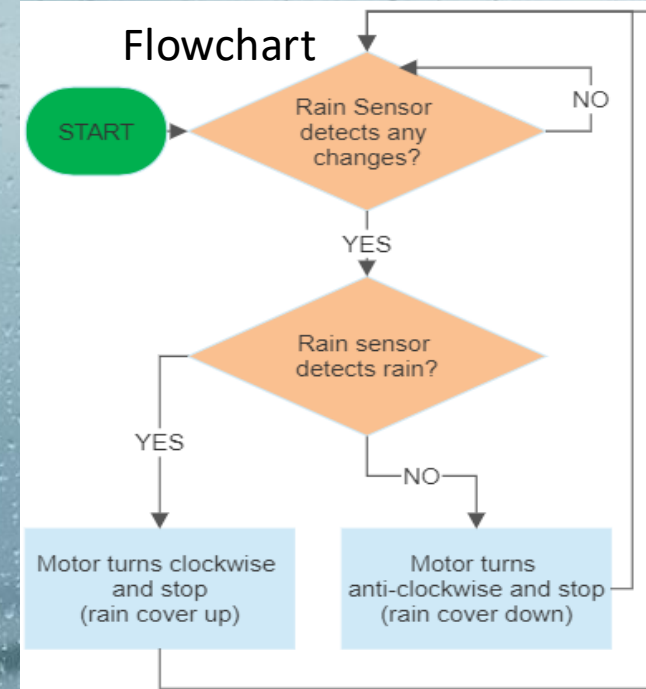 Flowchart
START
Rain Sensor
detects any
changes?
NO
YES
Rain sensor
detects rain?
YES
NO
Motor turns clockwise
and stop
(rain cover up)
Motor turns
anti-clockwise and stop
(rain cover down)